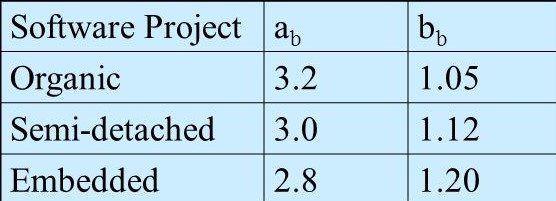 Software Project a_b b_b
Organic 3.2 1.05
Semi-detached 3.0 1.12
Embedded 2.8 1.20